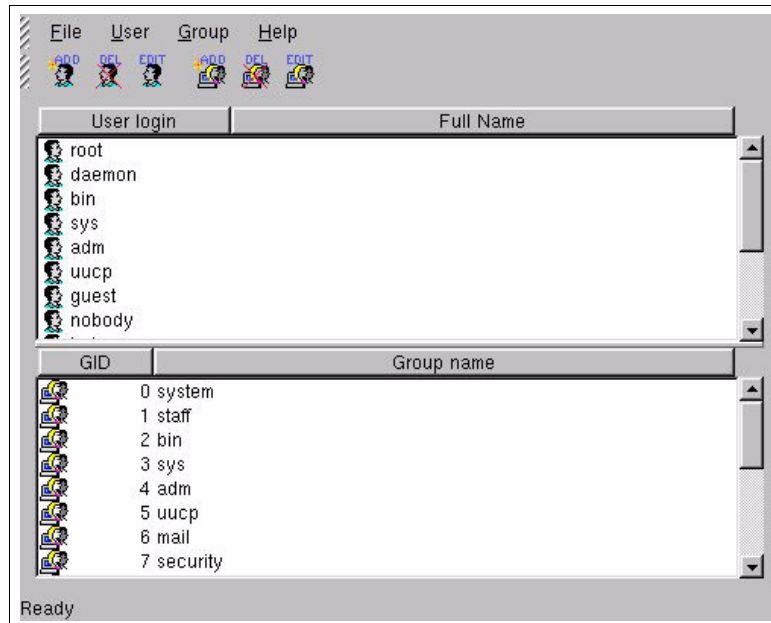 File User Group Help
ADD DEL EDIT ADD DEL EDIT
User login Full Name
root
daemon
bin
sys
adm
uucp
guest
nobody
GID Group name
0 system
1 staff
2 bin
3 sys
4 adm
5 uucp
6 mail
7 security
Ready